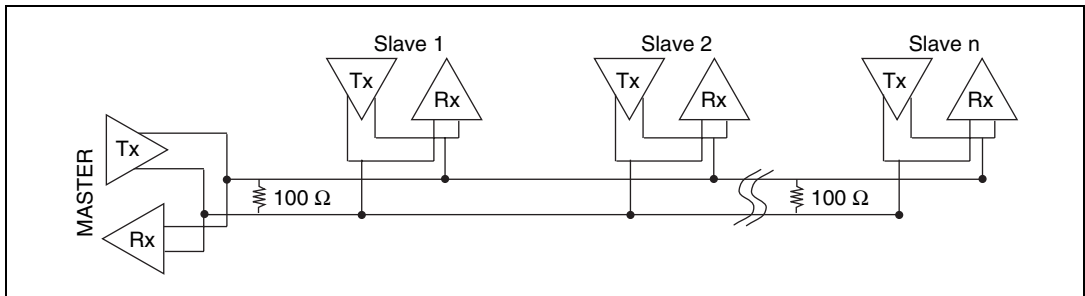 Slave 1
Slave 2
Slave n
Tx
Rx
Tx
Rx
Tx
Rx
MASTER
Tx
Rx
100 Ω
100 Ω